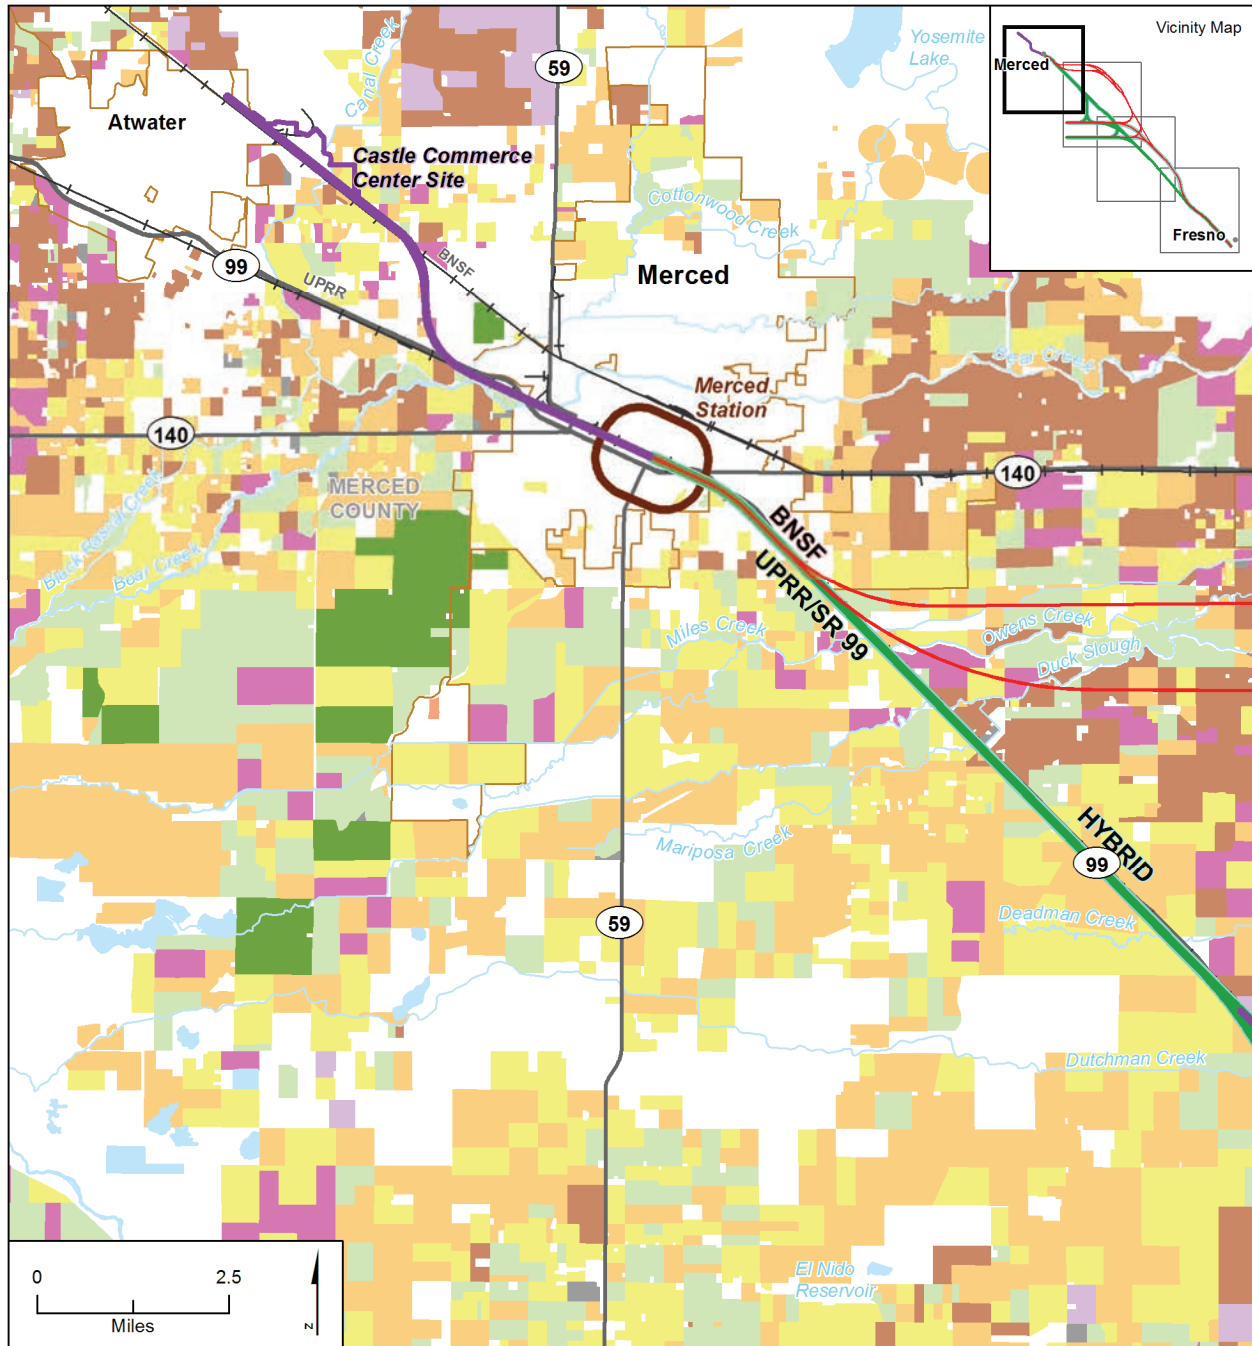 Vicinity Map
Merced
Fresno
Yosemite
Lake
59
Canal Creek
Atwater
Castle Commerce
Center Site
Cottonwood Creek
99
BNSF
UPRR
Merced
Bear Creek
Merced
Station
140
140
MERCED
COUNTY
Black Rascal Creek
Bear Creek
BNSF
UPRR/SR 99
Miles Creek
Owens Creek
Duck Slough
HYBRID
99
Mariposa Creek
59
Deadman Creek
Dutchman Creek
El Nido
Reservoir
0 2.5
Miles
z